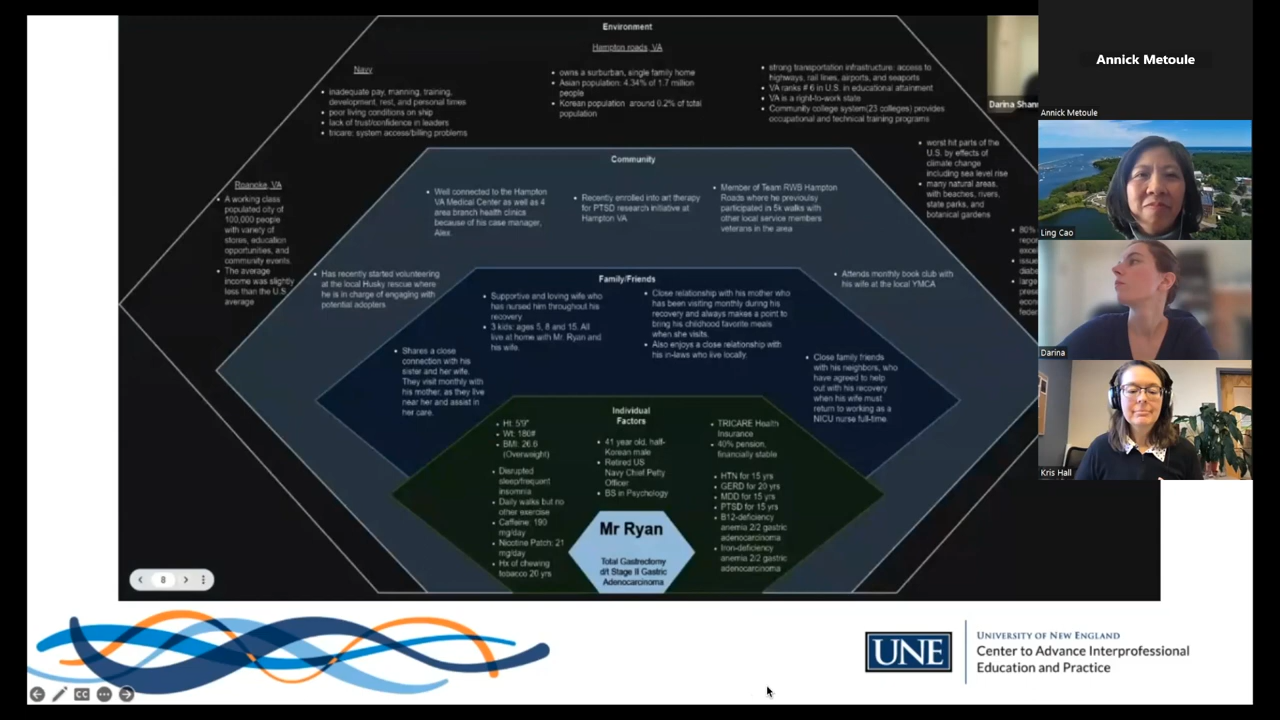 Environment
Hampton roads, VA
Navy
• inadequate pay, manning, training,
development, rest, and personal times
• poor living conditions on ship
• lack of trust/confidence in leaders
• tricare: system access/billing problems
• owns a surburban, single family home
• Asian population: 4.34% of 1.7 million
people
• Korean population around 0.2% of total
population
• strong transportation infrastructure: access to
highways, rail lines, airports, and seaports
• VA ranks # 6 in U.S. in educational attainment
• VA is a right-to-work state
• Community college system(23 colleges) provides
occupational and technical training programs
• worst hit parts of the
U.S. by effects of
climate change
including sea level rise
• many natural areas,
with beaches, rivers,
state parks, and
botanical gardens
• 80%
Roanoke, VA
• A working class
populated city of
100,000 people
with variety of
stores, education
opportunities, and
community events.
• The average
income was slightly
less than the U.S.
average
Community
• Well connected to the Hampton
VA Medical Center as well as 4
area branch health clinics
because of his case manager,
Alex.
• Recently enrolled into art therapy
for PTSD research initiative at
Hampton VA
• Member of Team RWB Hampton
Roads where he previoulsy
participated in 5k walks with
other local service members
veterans in the area
• Has recently started volunteering
at the local Husky rescue where
he is in charge of engaging with
potential adopters
• Attends monthly book club with
his wife at the local YMCA
Family/Friends
• Supportive and loving wife who
has nursed him throughout his
recovery
• 3 kids: ages 5, 8 and 15. All
live at home with Mr. Ryan and
his wife.
• Close relationship with his mother who
has been visiting monthly during his
recovery and always makes a point to
bring his childhood favorite meals
when she visits.
• Also enjoys a close relationship with
his in-laws who live locally.
• Shares a close
connection with his
sister and her wife.
They visit monthly with
his mother, as they live
near her and assist in
her care.
• Close family friends
with his neighbors, who
have agreed to help
out with his recovery
when his wife must
return to working as a
NICU nurse full-time.
Individual
Factors
• Ht: 5'9"
• Wt: 180#
• BMI: 26.6
(Overweight)
• Disrupted
sleep/frequent
insomnia
• Daily walks but no
other exercise
• Caffeine: 190
mg/day
• Nicotine Patch: 21
mg/day
• Hx of chewing
tobacco 20 yrs
• 41 year old, half-
Korean male
• Retired US
Navy Chief Petty
Officer
• BS in Psychology
• TRICARE Health
Insurance
• 40% pension,
financially stable
• HTN for 15 yrs
• GERD for 20 yrs
• MDD for 15 yrs
• PTSD for 15 yrs
• B12-deficiency
anemia 2/2 gastric
adenocarcinoma
• Iron-deficiency
anemia 2/2 gastric
adenocarcinoma
Mr Ryan
Total Gastrectomy
d/t Stage II Gastric
Adenocarcinoma
8
Annick Metoule
Annick Metoule
Darina Shan
Ling Cao
Darina
Kris Hall
UNE
UNIVERSITY OF NEW ENGLAND
Center to Advance Interprofessional
Education and Practice
CC